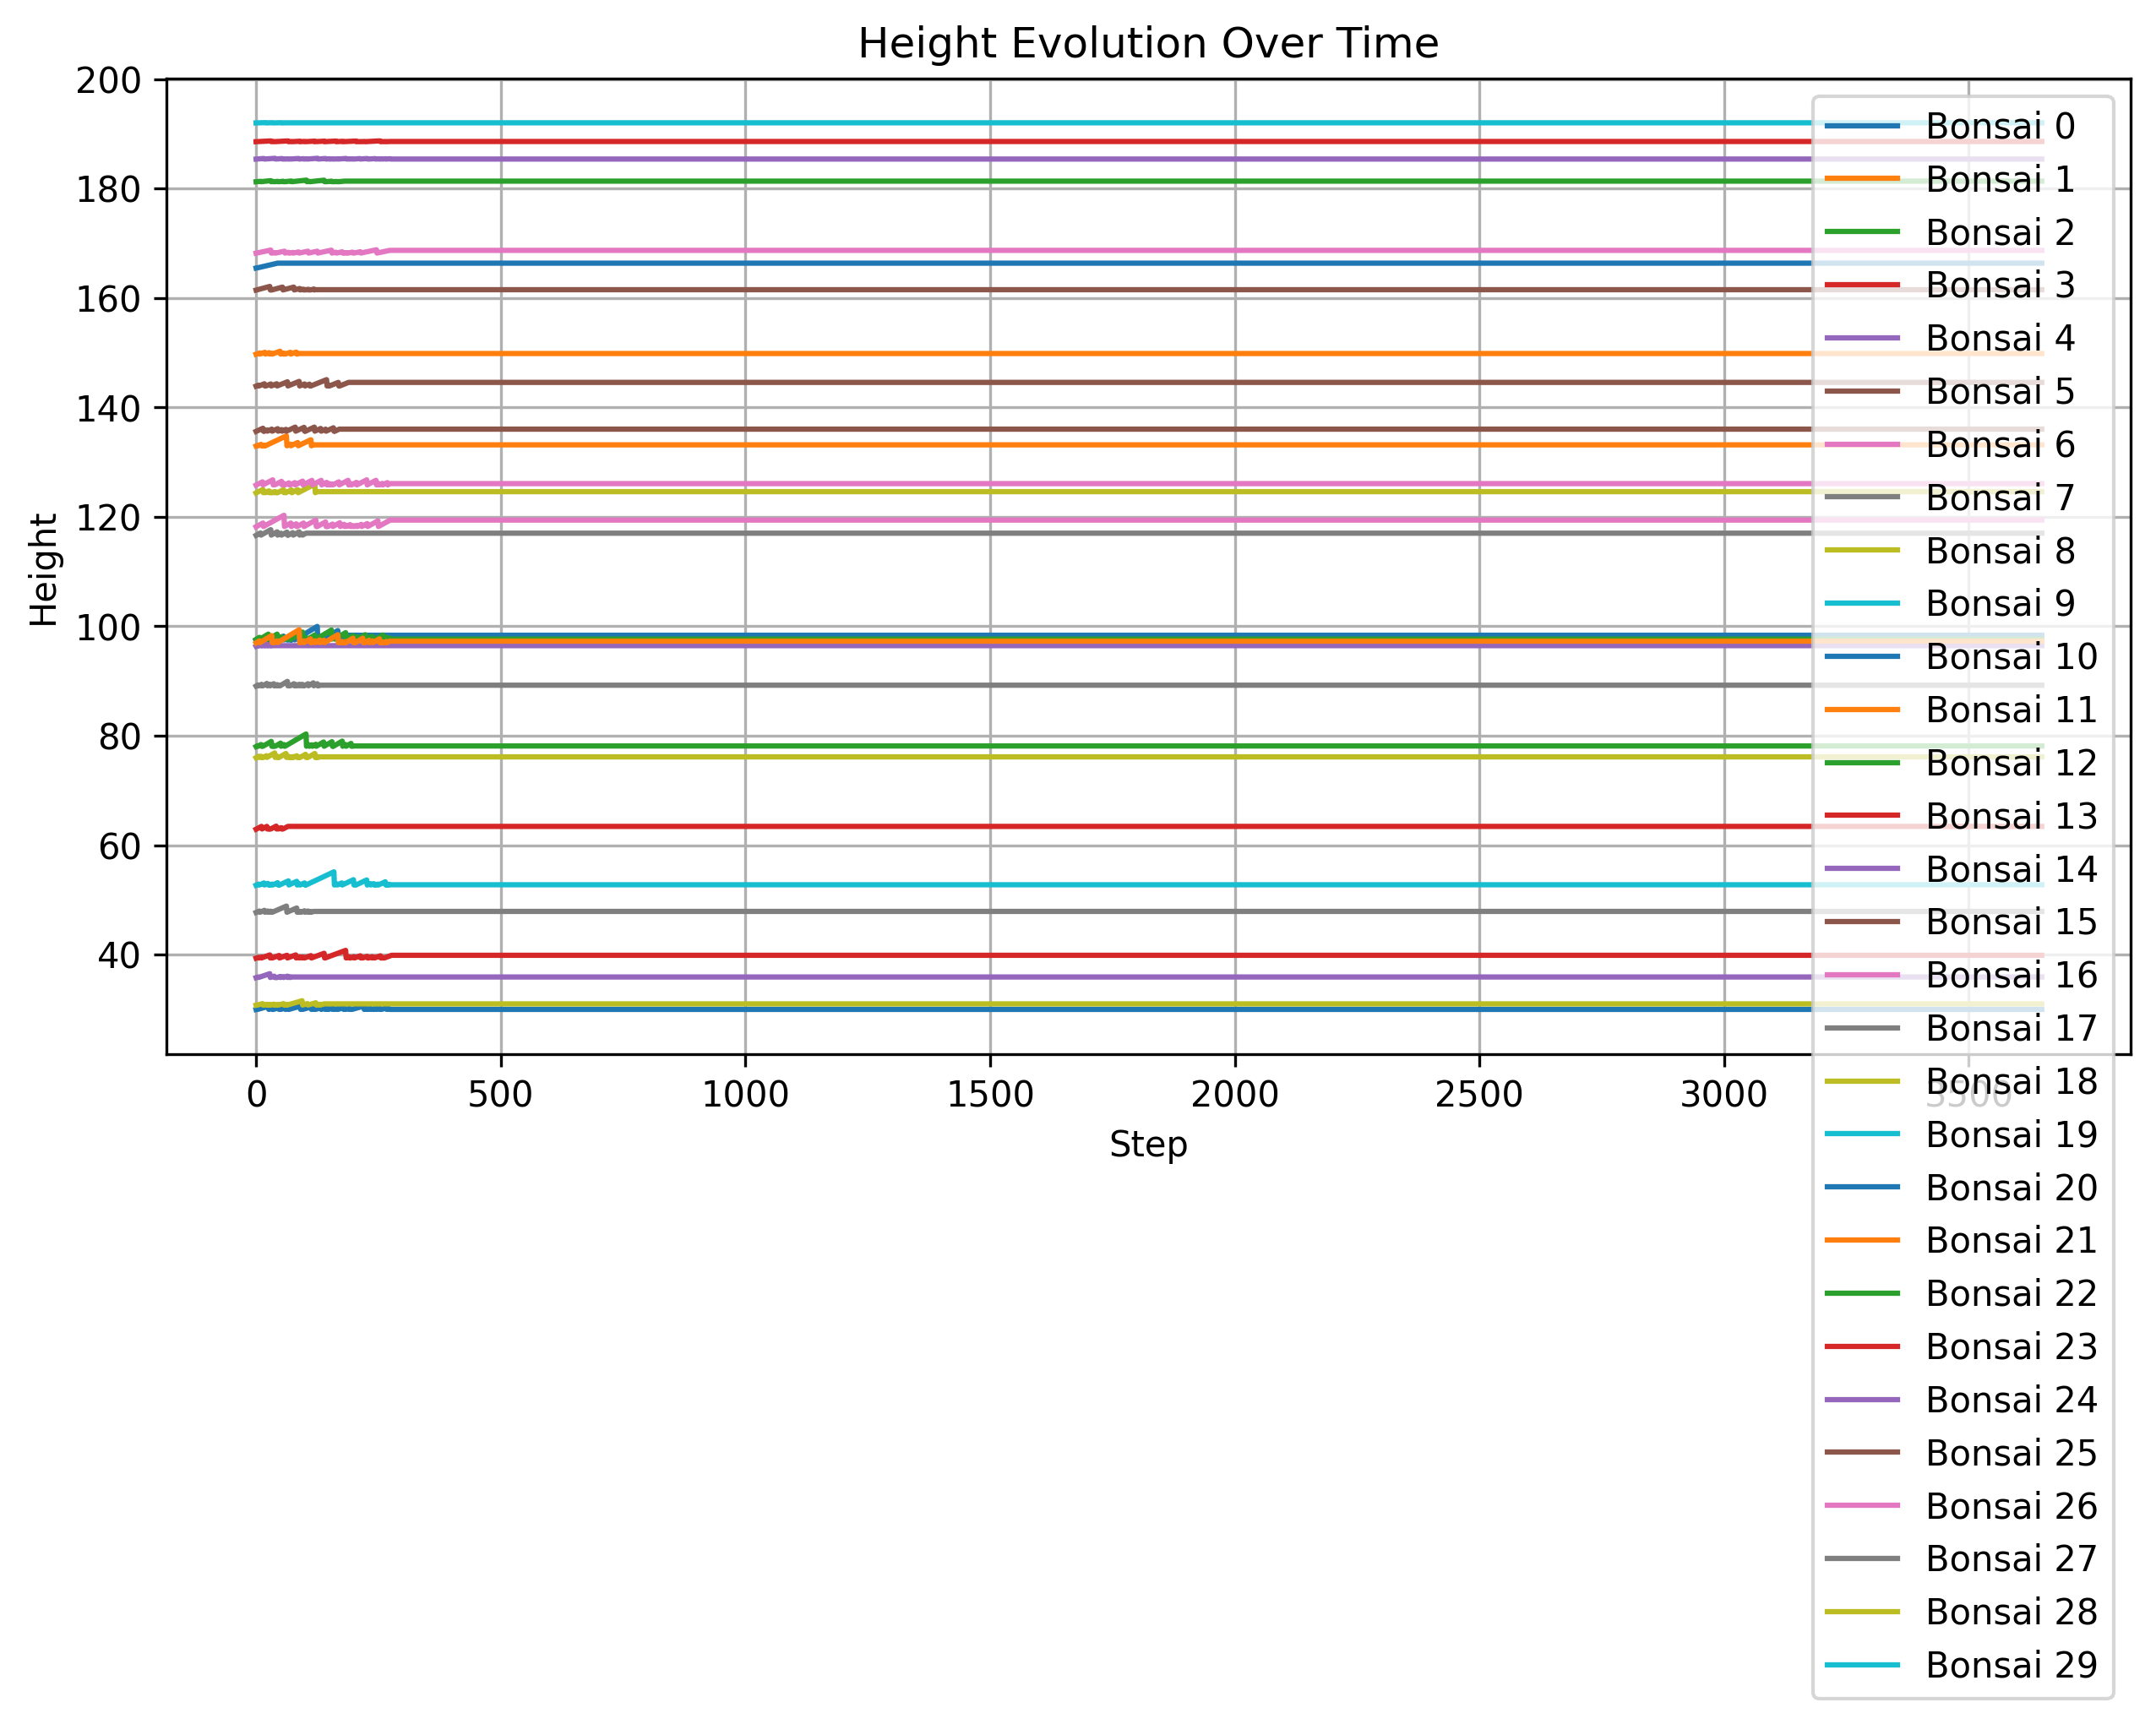 Height Evolution Over Time
Height
200
180
160
140
120
100
80
60
40
0
500
1000
1500
2000
2500
3000
3500
Step
Bonsai 0
Bonsai 1
Bonsai 2
Bonsai 3
Bonsai 4
Bonsai 5
Bonsai 6
Bonsai 7
Bonsai 8
Bonsai 9
Bonsai 10
Bonsai 11
Bonsai 12
Bonsai 13
Bonsai 14
Bonsai 15
Bonsai 16
Bonsai 17
Bonsai 18
Bonsai 19
Bonsai 20
Bonsai 21
Bonsai 22
Bonsai 23
Bonsai 24
Bonsai 25
Bonsai 26
Bonsai 27
Bonsai 28
Bonsai 29